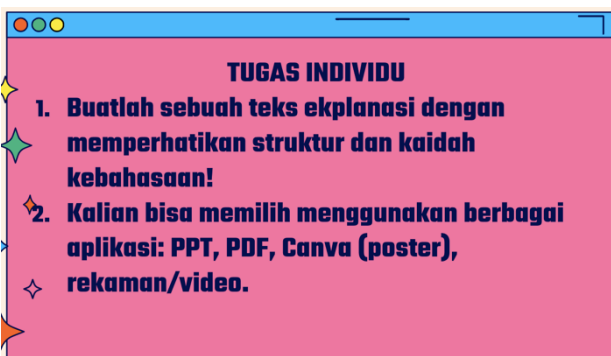 TUGAS INDIVIDU
1. Buatlah sebuah teks ekplanasi dengan
memperhatikan struktur dan kaidah
kebahasaan!
2. Kalian bisa memilih menggunakan berbagai
aplikasi: PPT, PDF, Canva (poster),
rekaman/video.